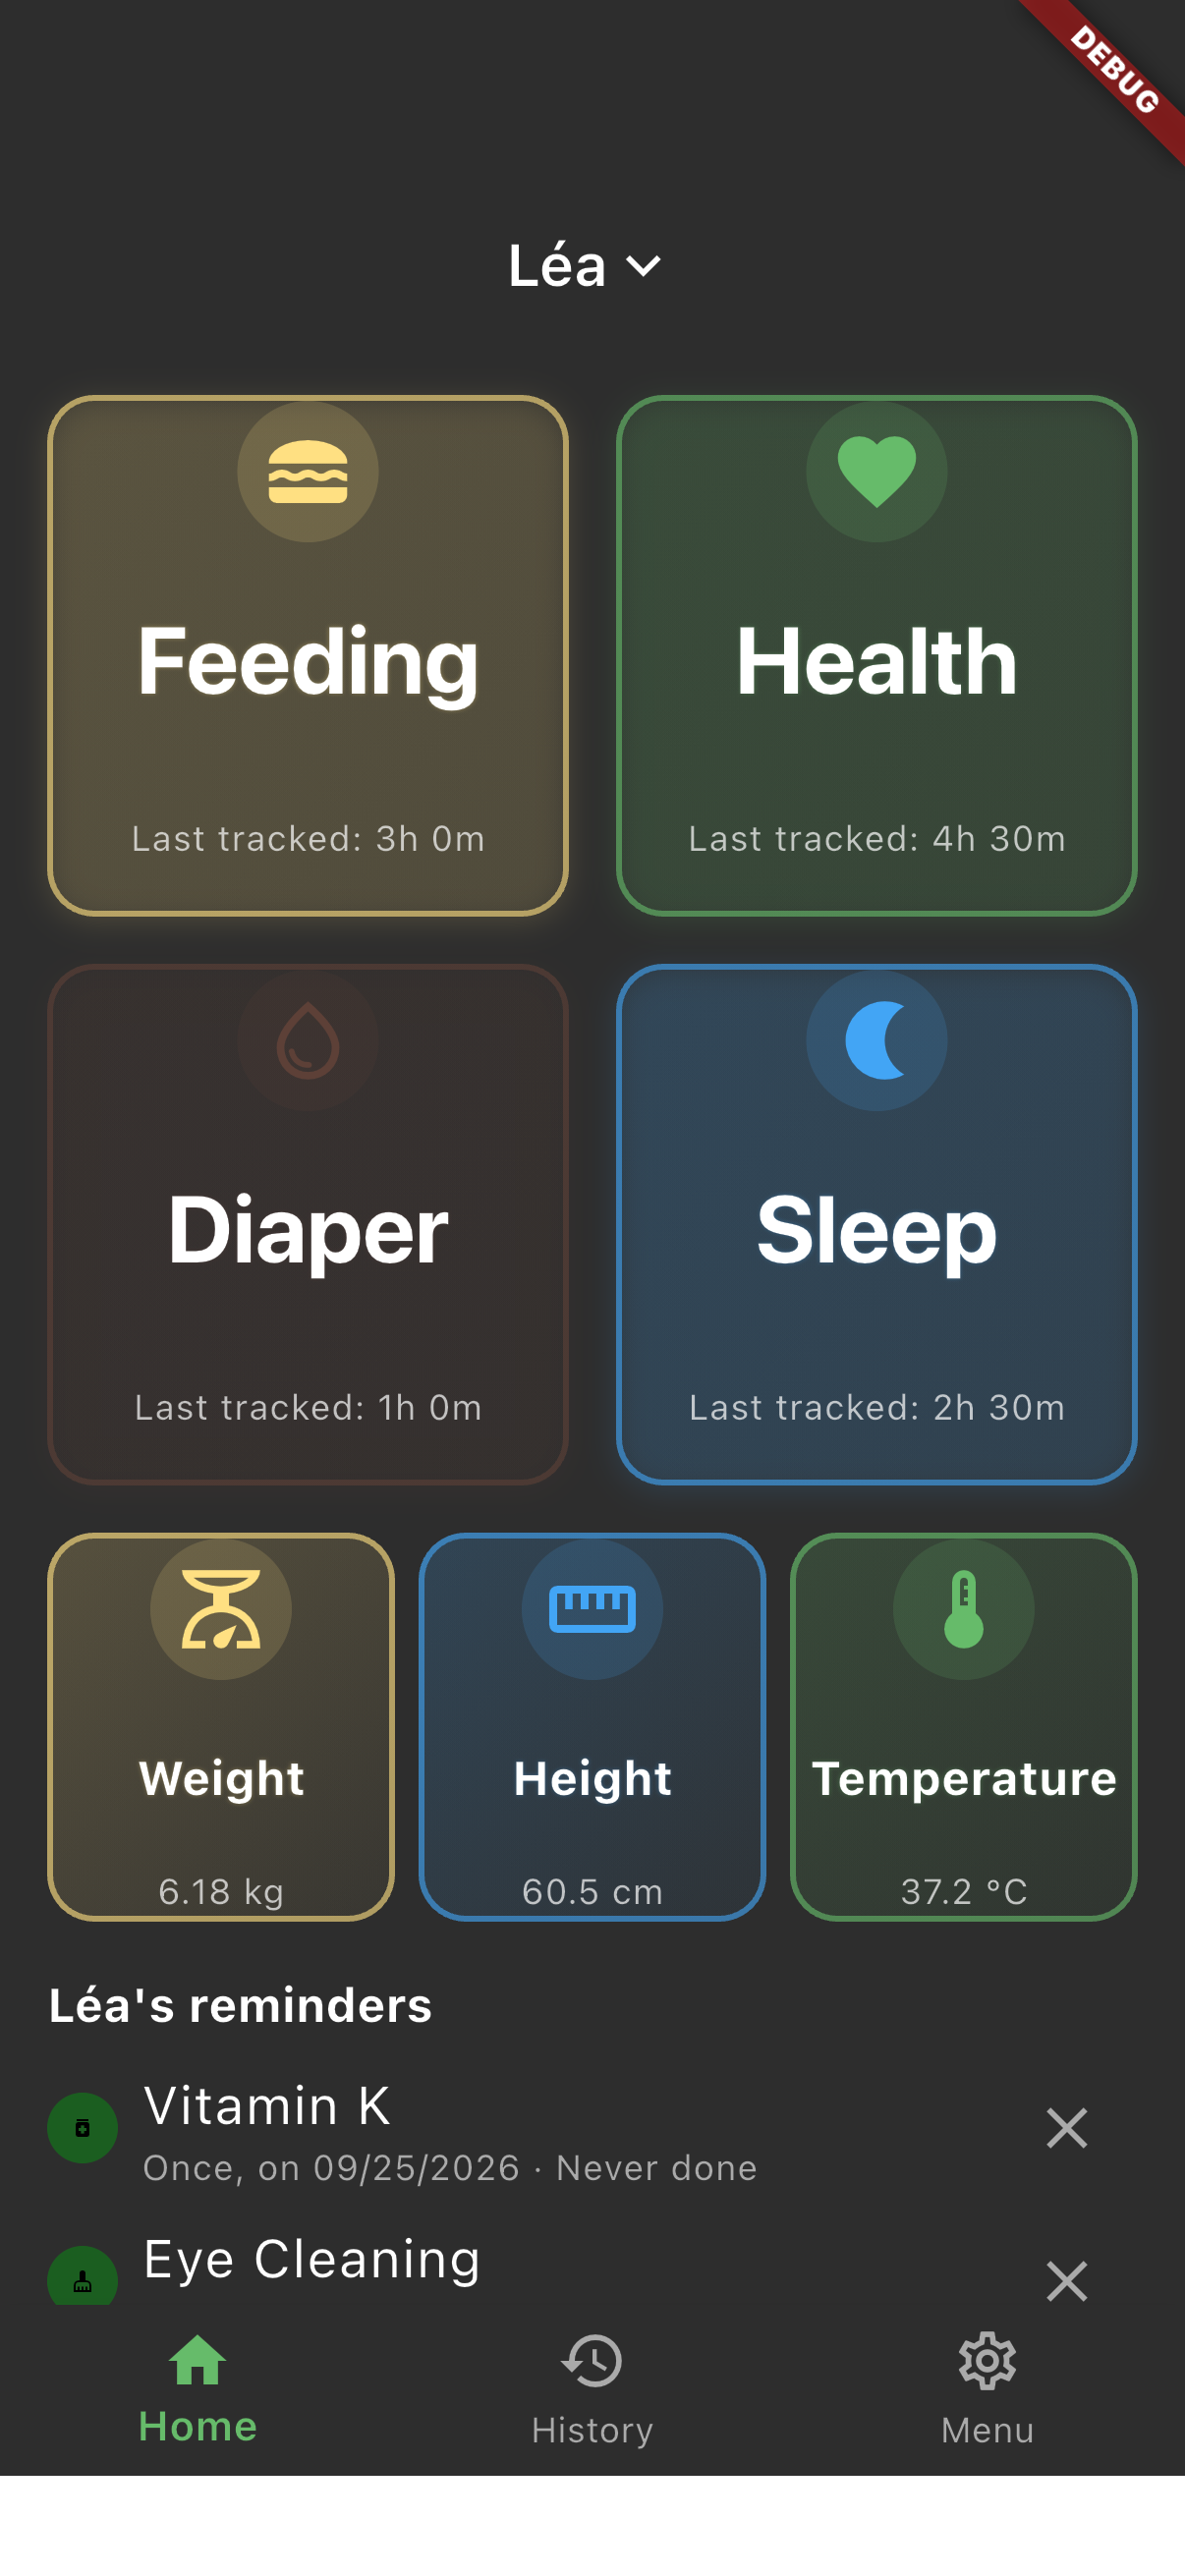 DEBUG
Léa
Feeding
Last tracked: 3h 0m
Health
Last tracked: 4h 30m
Diaper
Last tracked: 1h 0m
Sleep
Last tracked: 2h 30m
Weight
6.18 kg
Height
60.5 cm
Temperature
37.2 °C
Léa's reminders
Vitamin K
Once, on 09/25/2026 · Never done
Eye Cleaning
Home
History
Menu